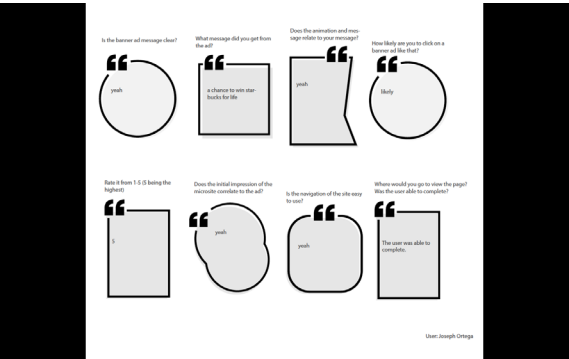 Is the banner ad message clear?
yeah
What message did you get from
the ad?
a chance to win star-
bucks for life
Does the animation and mes-
sage relate to your message?
yeah
How likely are you to click on a
banner ad like that?
likely
Rate it from 1-5 (5 being the
highest)
5
Does the initial impression of the
microsite correlate to the ad?
yeah
Is the navigation of the site easy
to use?
yeah
Where would you go to view the page?
Was the user able to complete?
The user was able to
complete.
User: Joseph Ortega